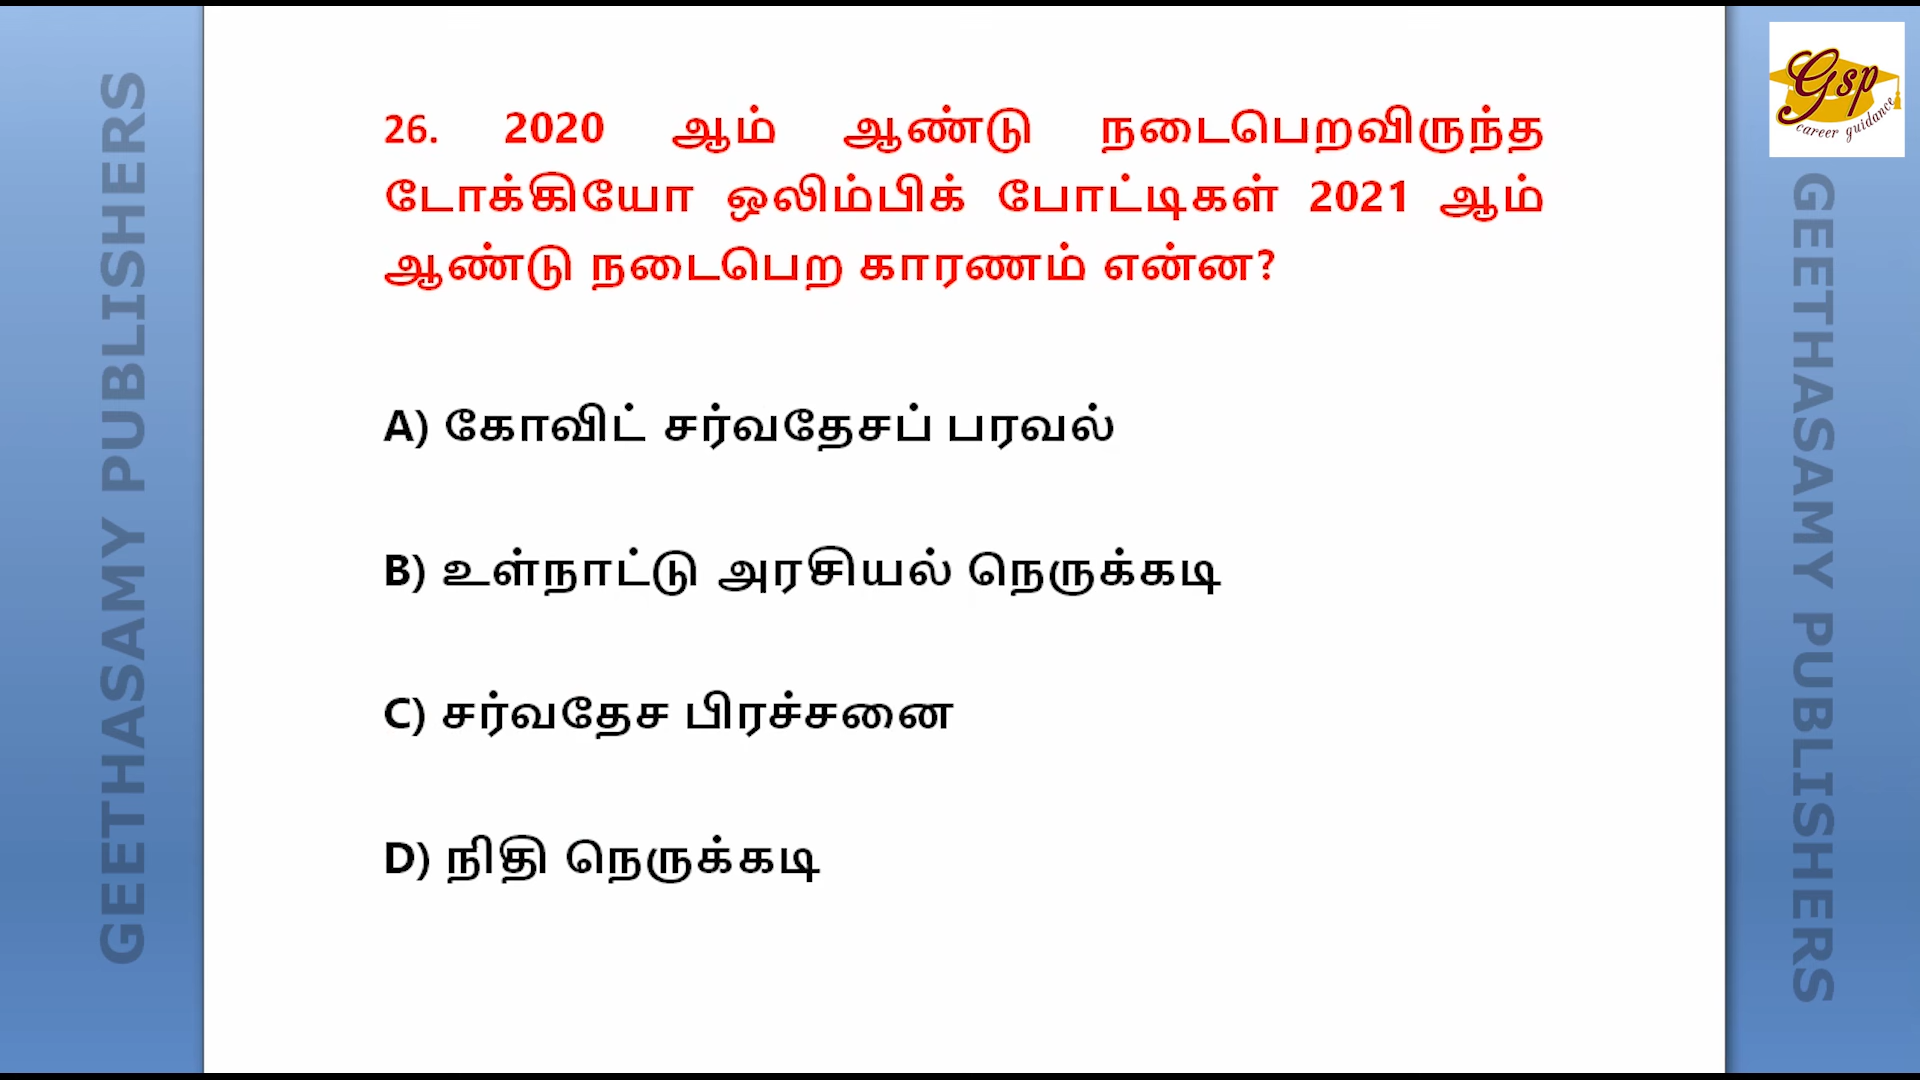 GEETHASAMY PUBLISHERS
Gsp
career guidance
26. 2020 ஆம் ஆண்டு நடைபெறவிருந்த
டோக்கியோ ஒலிம்பிக் போட்டிகள் 2021 ஆம்
ஆண்டு நடைபெற காரணம் என்ன?
A) கோவிட் சர்வதேசப் பரவல்
B) உள்நாட்டு அரசியல் நெருக்கடி
C) சர்வதேச பிரச்சனை
D) நிதி நெருக்கடி
GEETHASAMY PUBLISHERS